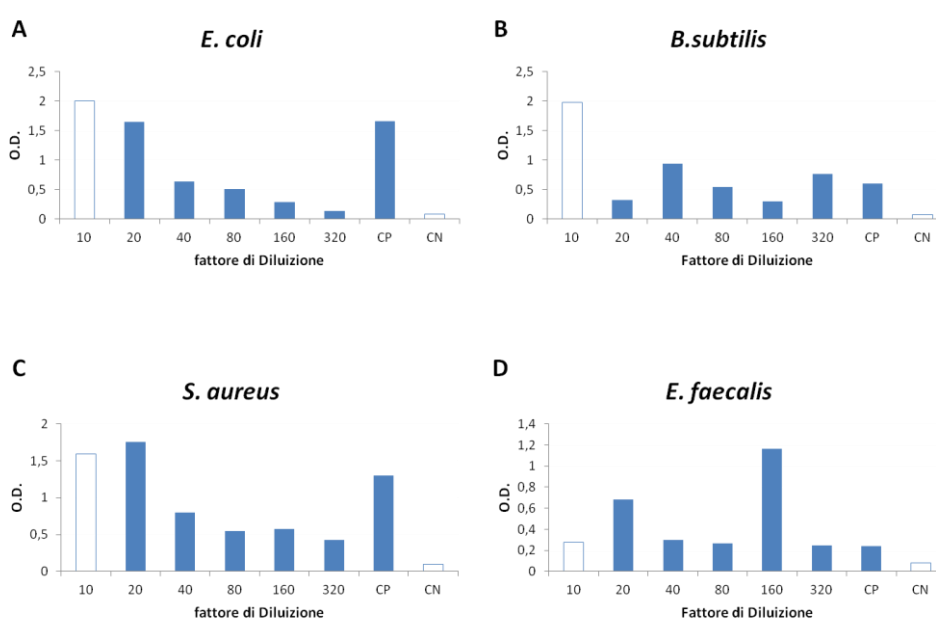 A
E. coli
2,5
2
1,5
1
0,5
0
O.D.
10 20 40 80 160 320 CP CN
fattore di Diluizione
B
B.subtilis
2,5
2
1,5
1
0,5
0
O.D.
10 20 40 80 160 320 CP CN
Fattore di Diluizione
C
S. aureus
2
1,5
1
0,5
0
O.D.
10 20 40 80 160 320 CP CN
fattore di Diluizione
D
E. faecalis
1,4
1,2
1
0,8
0,6
0,4
0,2
0
O.D.
10 20 40 80 160 320 CP CN
Fattore di Diluizione